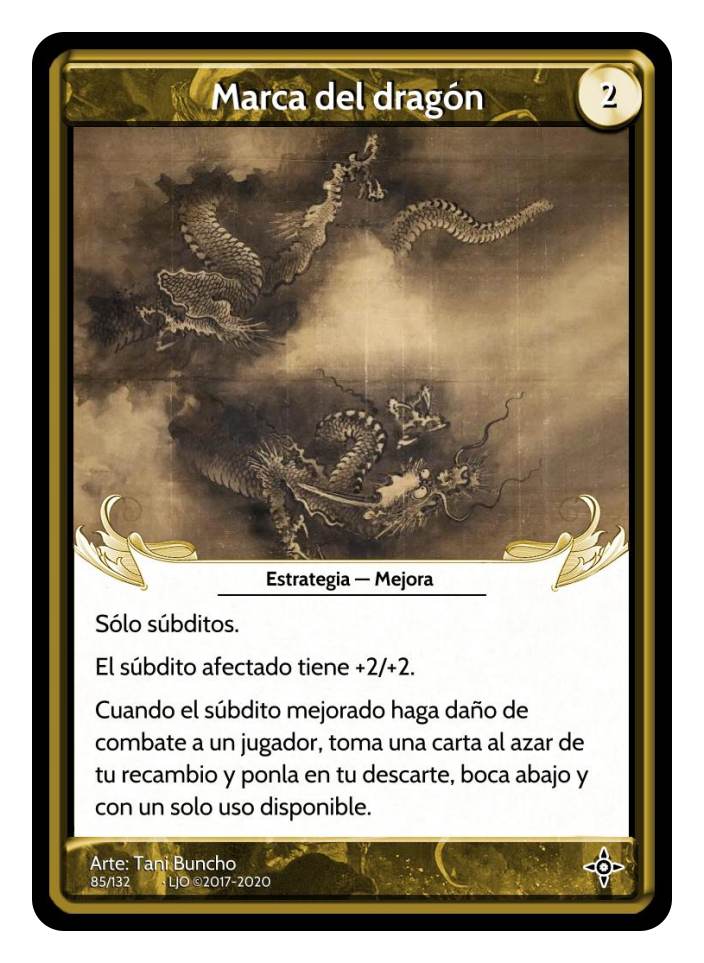 Marca del dragón
2
Estrategia — Mejora
Sólo súbditos.
El súbdito afectado tiene +2/+2.
Cuando el súbdito mejorado haga daño de
combate a un jugador, toma una carta al azar de
tu recambio y ponla en tu descarte, boca abajo y
con un solo uso disponible.
Arte: Tani Buncho
85/132 · LJO ©2017-2020